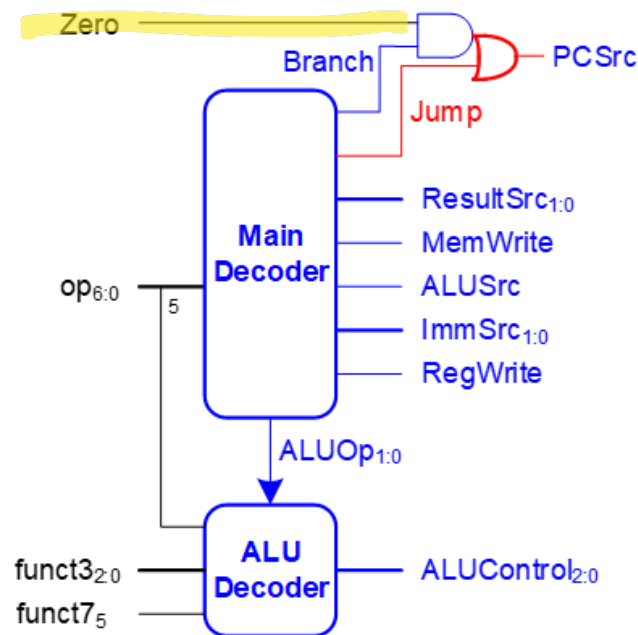 Zero
Branch
PCSrc
Jump
ResultSrc1:0
Main
Decoder
MemWrite
op6:0
5
ALUSrc
ImmSrc1:0
RegWrite
ALUOp1:0
ALU
Decoder
funct32:0
ALUControl2:0
funct75